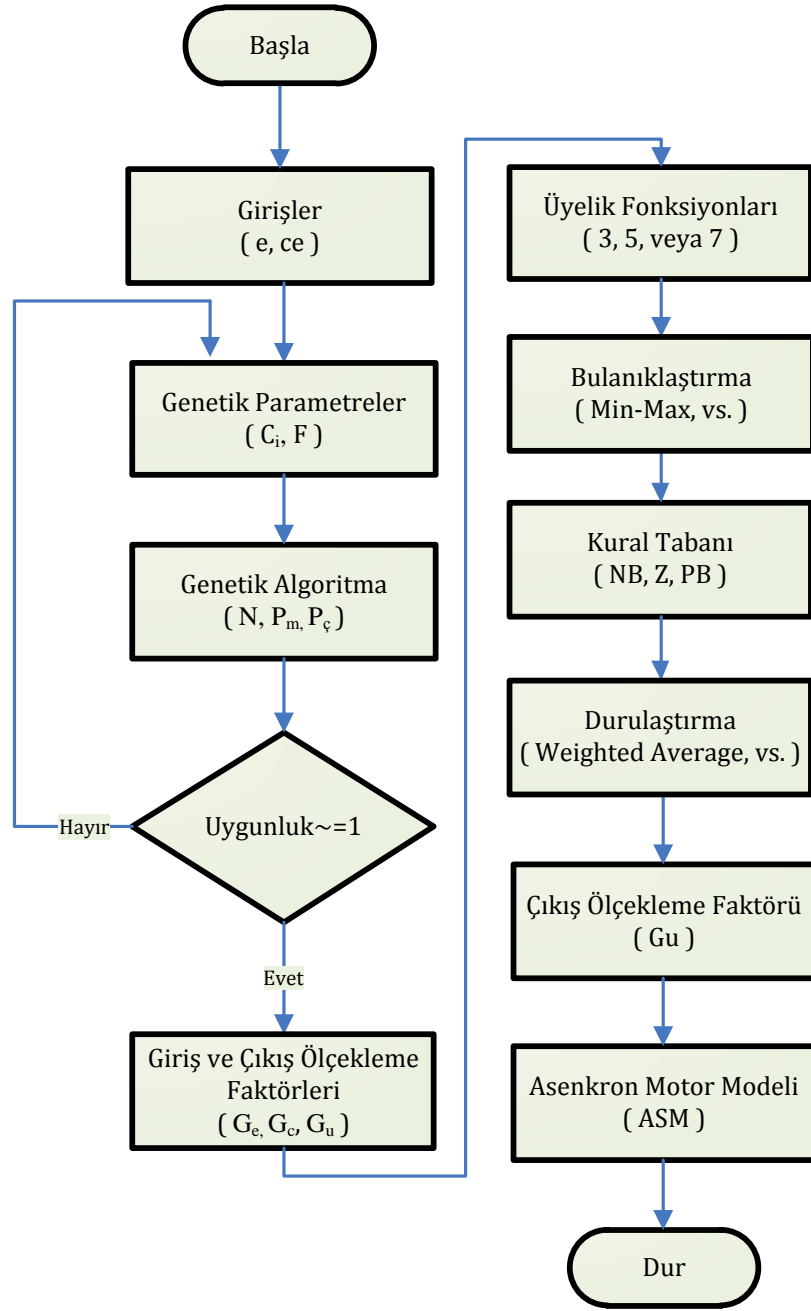 Başla
Girişler
( e, ce )
Genetik Parametreler
( Cᵢ, F )
Genetik Algoritma
( N, Pₘ, P_ç )
Uygunluk~=1
Hayır
Evet
Giriş ve Çıkış Ölçekleme
Faktörleri
( Gₑ, G_c, Gᵤ )
Üyelik Fonksiyonları
( 3, 5, veya 7 )
Bulanıklaştırma
( Min-Max, vs. )
Kural Tabanı
( NB, Z, PB )
Durulaştırma
( Weighted Average, vs. )
Çıkış Ölçekleme Faktörü
( Gu )
Asenkron Motor Modeli
( ASM )
Dur